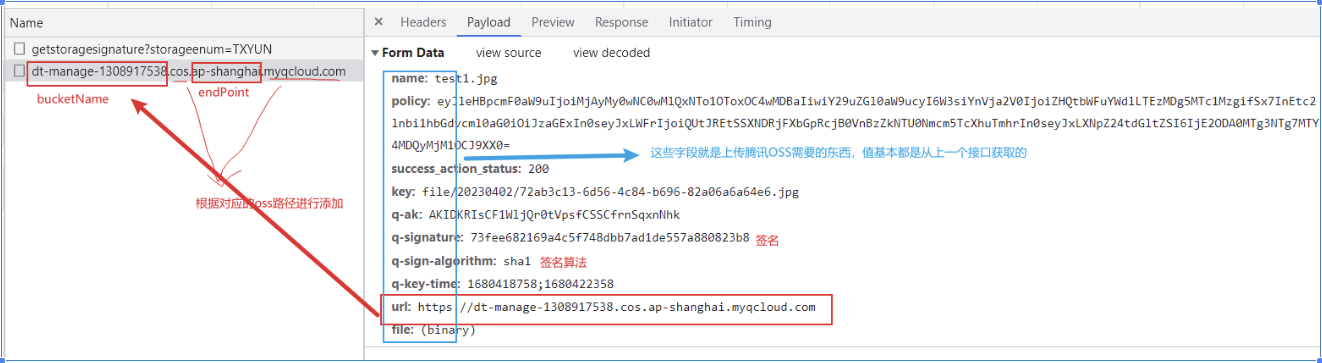 Name
getstoragesignature?storageenum=TXYUN
dt-manage-1308917538.cos.ap-shanghai.myqcloud.com
bucketName
endPoint
根据对应的oss路径进行添加
× Headers Payload Preview Response Initiator Timing
Form Data view source view decoded
name: test1.jpg
policy:
success_action_status: 200
key: file/20230402/72ab3c13-6d56-4c84-b696-82a06a6a64e6.jpg
q-ak: AKIDKRIsCF1WljQr0tVpsfCSSCfrnSqxnNhk
q-signature: 73fee682169a4c5f748dbb7ad1de557a880823b8 签名
q-sign-algorithm: sha1 签名算法
q-key-time: 1680418758;1680422358
url: https //dt-manage-1308917538.cos.ap-shanghai.myqcloud.com
file: (binary)
这些字段就是上传腾讯OSS需要的东西，值基本都是从上一个接口获取的